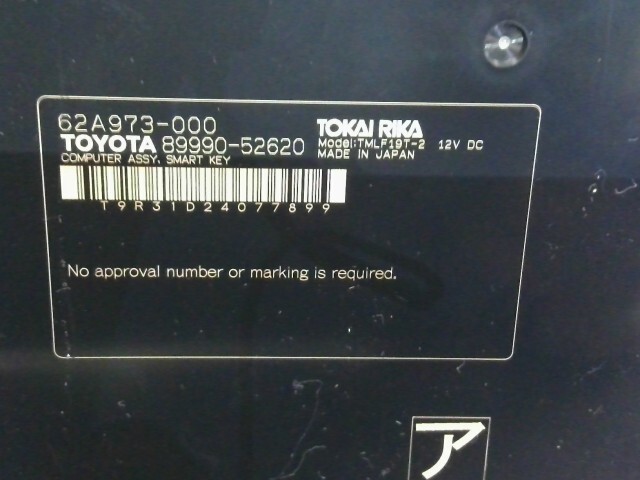 62A973-000
TOYOTA 89990-52620
COMPUTER ASSY, SMART KEY
TOKAI RIKA
Model:TMLF19T-2 12V DC
MADE IN JAPAN
T9R31D24077899
No approval number or marking is required.
ア